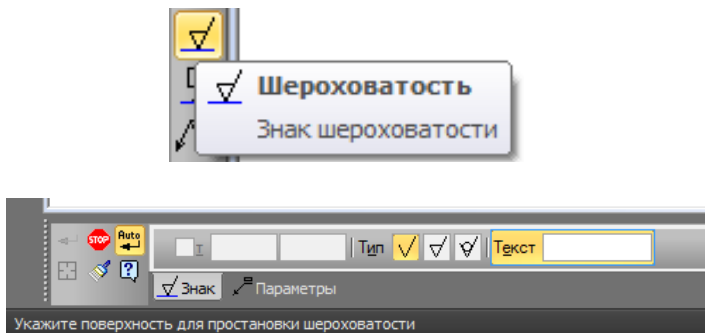 Шероховатость
Знак шероховатости
STOP Auto
т Тип Текст
Знак Параметры
Укажите поверхность для простановки шероховатости